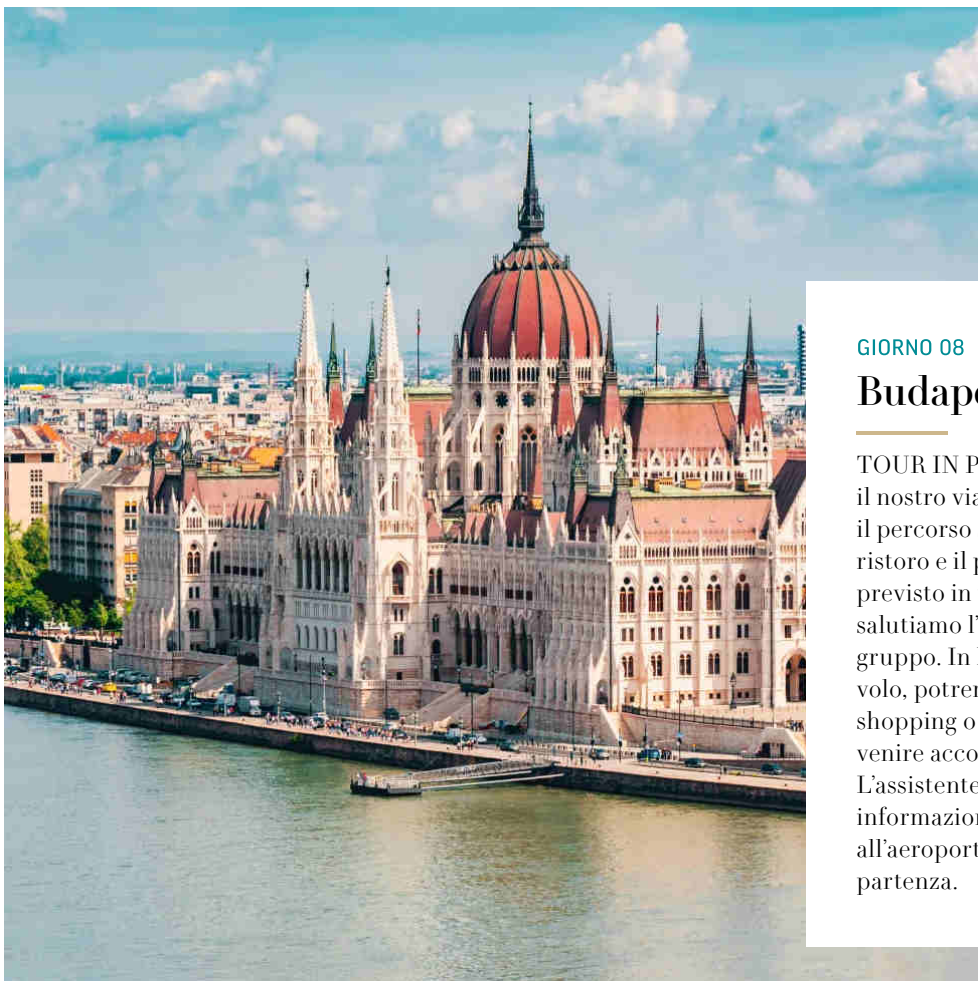 GIORNO 08
Budap
TOUR IN P
il nostro via
il percorso
ristoro e il p
previsto in
salutiamo l’
gruppo. In
volo, potre
shopping o
venire acco
L’assistente
informazion
all’aeroport
partenza.